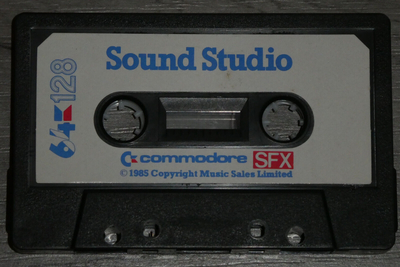 Sound Studio
64 128
commodore SFX
© 1985 Copyright Music Sales Limited